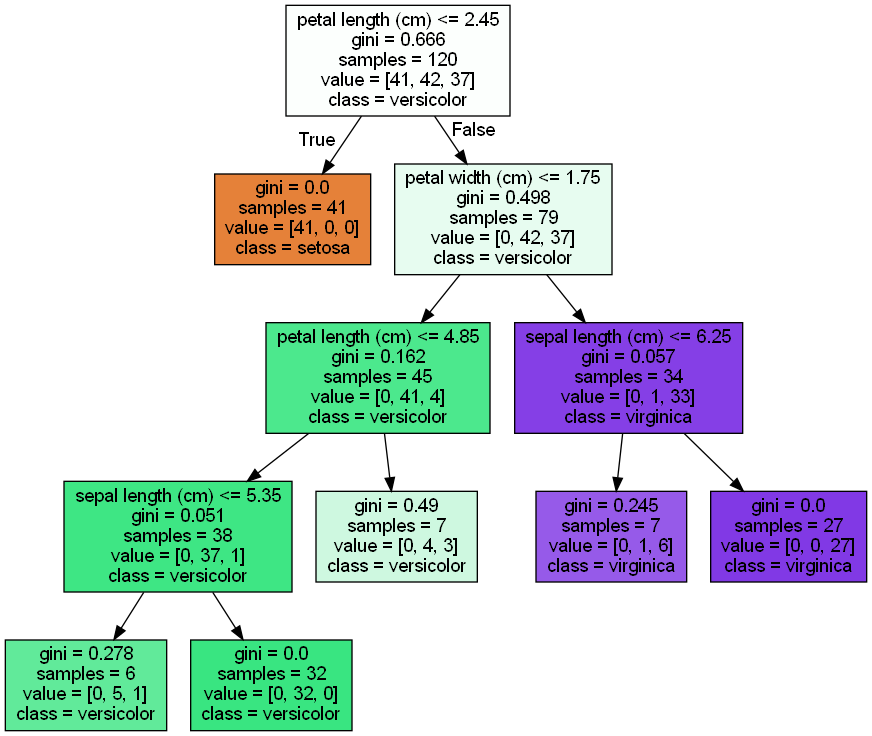 petal length (cm) <= 2.45
gini = 0.666
samples = 120
value = [41, 42, 37]
class = versicolor
True
False
gini = 0.0
samples = 41
value = [41, 0, 0]
class = setosa
petal width (cm) <= 1.75
gini = 0.498
samples = 79
value = [0, 42, 37]
class = versicolor
petal length (cm) <= 4.85
gini = 0.162
samples = 45
value = [0, 41, 4]
class = versicolor
sepal length (cm) <= 6.25
gini = 0.057
samples = 34
value = [0, 1, 33]
class = virginica
sepal length (cm) <= 5.35
gini = 0.051
samples = 38
value = [0, 37, 1]
class = versicolor
gini = 0.49
samples = 7
value = [0, 4, 3]
class = versicolor
gini = 0.245
samples = 7
value = [0, 1, 6]
class = virginica
gini = 0.0
samples = 27
value = [0, 0, 27]
class = virginica
gini = 0.278
samples = 6
value = [0, 5, 1]
class = versicolor
gini = 0.0
samples = 32
value = [0, 32, 0]
class = versicolor